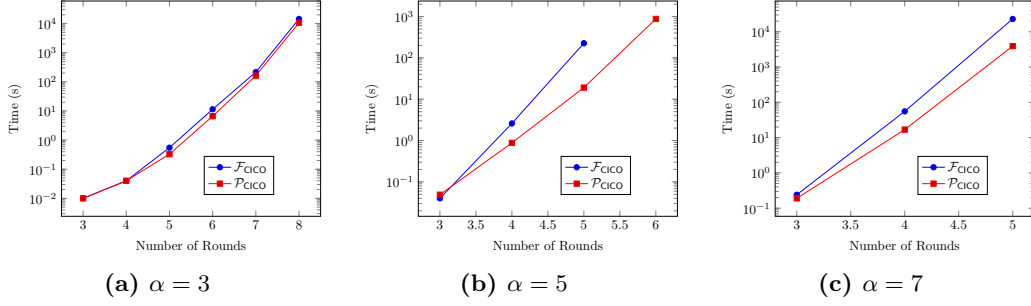 10^4
10^3
10^2
10^1
10^0
10^−1
10^−2
Time (s)
3 4 5 6 7 8
Number of Rounds
F_CICO
P_CICO
(a) α = 3
10^3
10^2
10^1
10^0
10^−1
Time (s)
3 3.5 4 4.5 5 5.5 6
Number of Rounds
F_CICO
P_CICO
(b) α = 5
10^4
10^3
10^2
10^1
10^0
10^−1
Time (s)
3 3.5 4 4.5 5
Number of Rounds
F_CICO
P_CICO
(c) α = 7